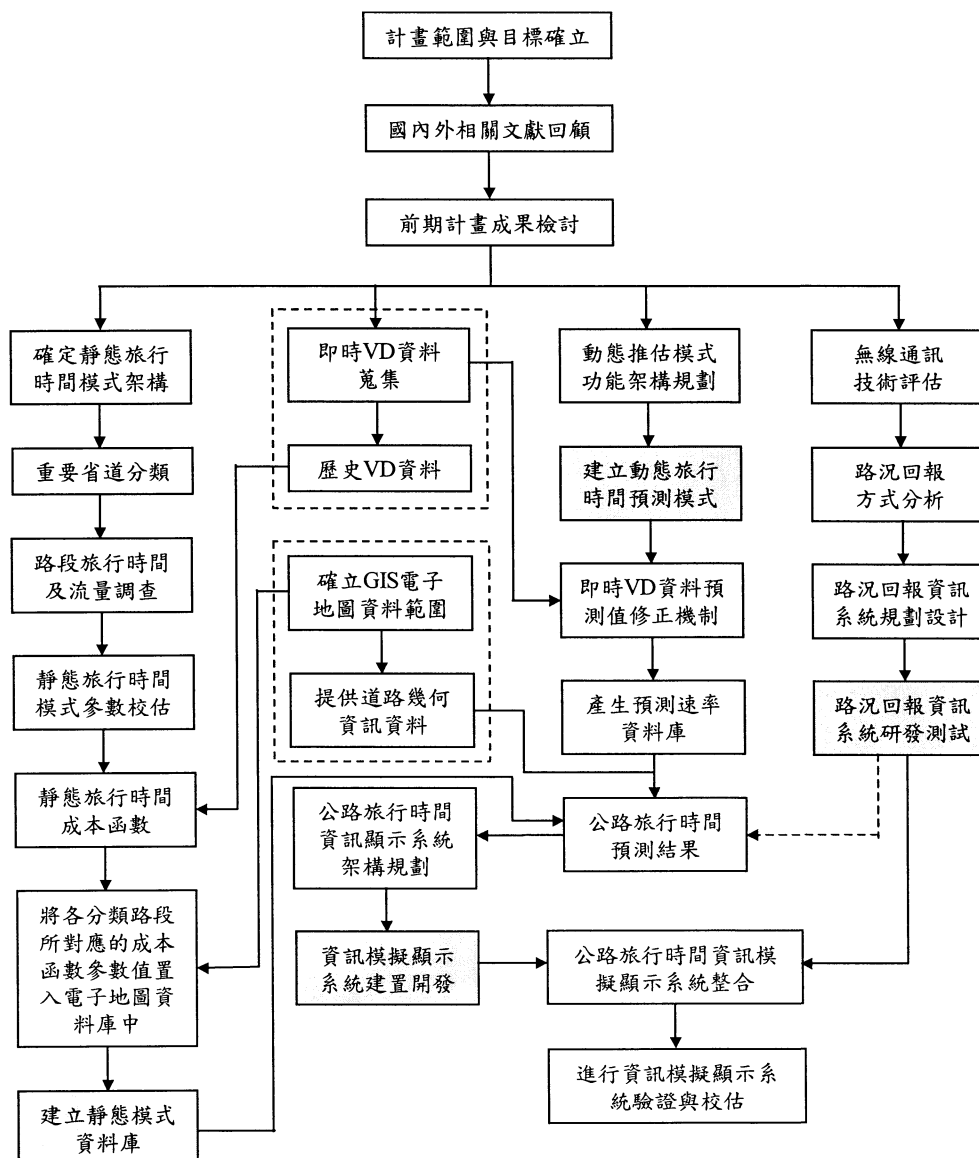 計畫範圍與目標確立
國內外相關文獻回顧
前期計畫成果檢討
確定靜態旅行
時間模式架構
重要省道分類
路段旅行時間
及流量調查
靜態旅行時間
模式參數校估
靜態旅行時間
成本函數
將各分類路段
所對應的成本
函數參數值置
入電子地圖資
料庫中
建立靜態模式
資料庫
即時VD資料
蒐集
歷史VD資料
確立GIS電子
地圖資料範圍
提供道路幾何
資訊資料
公路旅行時間
資訊顯示系統
架構規劃
資訊模擬顯示
系統建置開發
動態推估模式
功能架構規劃
建立動態旅行
時間預測模式
即時VD資料預
測值修正機制
產生預測速率
資料庫
公路旅行時間
預測結果
公路旅行時間資訊模
擬顯示系統整合
進行資訊模擬顯示系
統驗證與校估
無線通訊
技術評估
路況回報
方式分析
路況回報資訊
系統規劃設計
路況回報資訊
系統研發測試